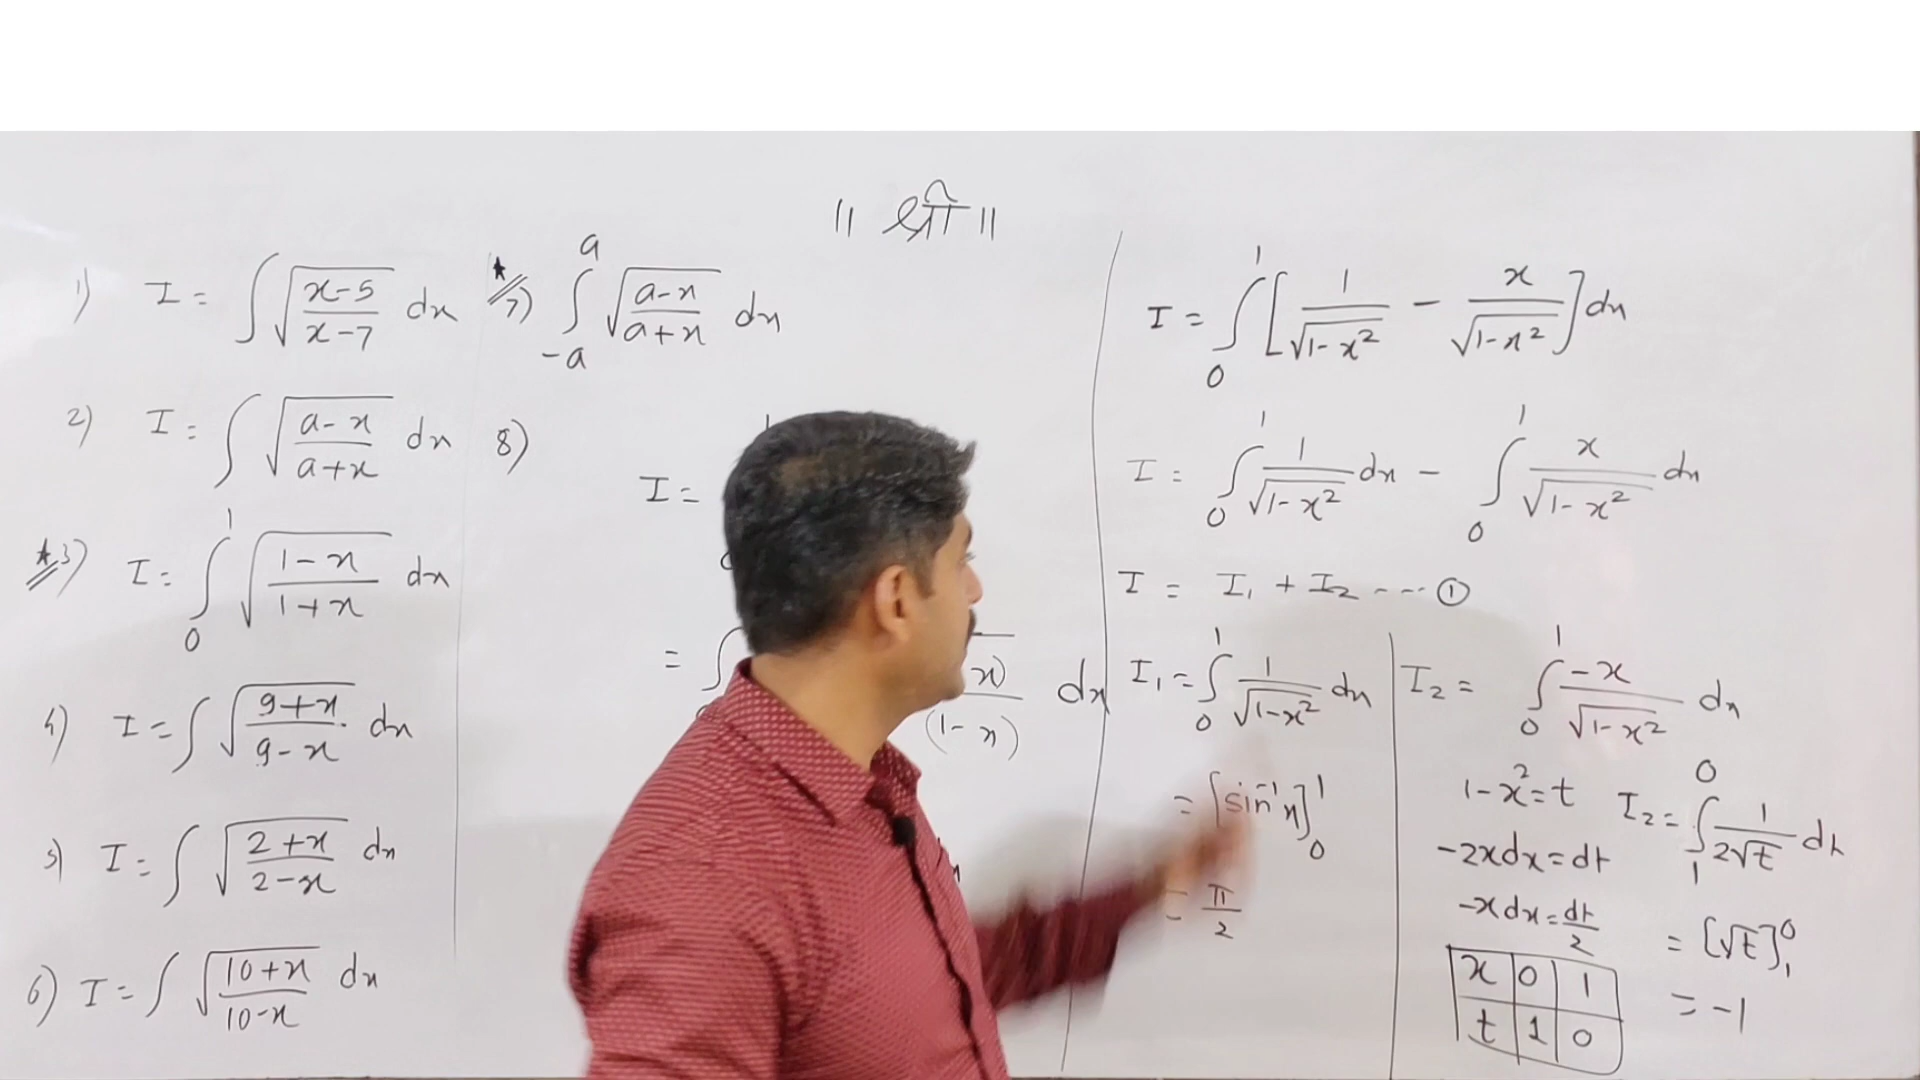 || श्री ||
1) I = ∫ √((x-5)/(x-7)) dx
2) I = ∫ √((a-x)/(a+x)) dx
*3) I = ∫₀¹ √((1-x)/(1+x)) dx
4) I = ∫ √((9+x)/(9-x)) dx
5) I = ∫ √((2+x)/(2-x)) dx
6) I = ∫ √((10+x)/(10-x)) dx
*7) ∫₋ₐᵃ √((a-x)/(a+x)) dx
8)
I =
= ∫ x) / (1-x) dx
I = ∫₀¹ [1/√(1-x²) - x/√(1-x²)] dx
I = ∫₀¹ 1/√(1-x²) dx - ∫₀¹ x/√(1-x²) dx
I = I₁ + I₂ --- ①
I₁ = ∫₀¹ 1/√(1-x²) dx
= [sin⁻¹x]₀¹
= π/2
I₂ = ∫₀¹ -x/√(1-x²) dx
1-x² = t
-2xdx = dt
-xdx = dt/2
x 0 1
t 1 0
I₂ = ∫₁⁰ 1/(2√t) dt
= [√t]₁⁰
= -1